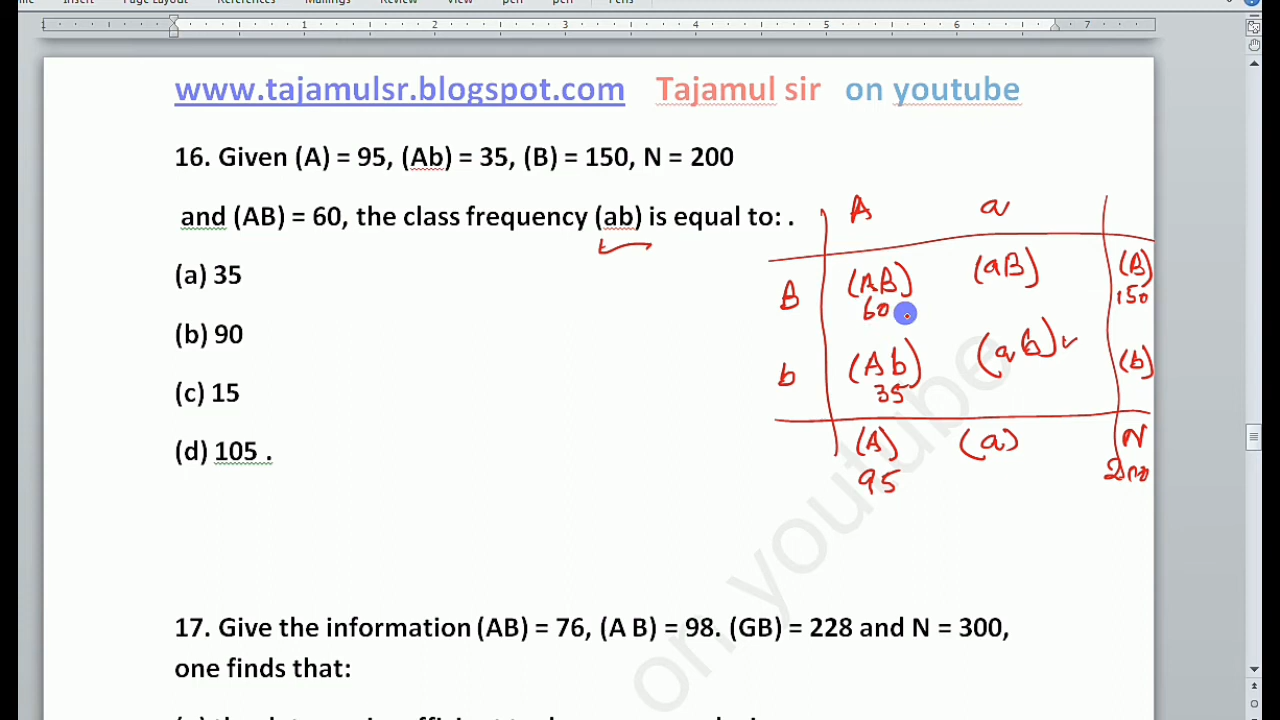 www.tajamulsr.blogspot.com Tajamul sir on youtube
16. Given (A) = 95, (Ab) = 35, (B) = 150, N = 200
and (AB) = 60, the class frequency (ab) is equal to: .
(a) 35
(b) 90
(c) 15
(d) 105 .
A a
B (AB) (aB) (B)
60 150
b (Ab) (ab) (b)
35
(A) (a) N
95 200
on youtube
17. Give the information (AB) = 76, (A B) = 98. (GB) = 228 and N = 300,
one finds that: